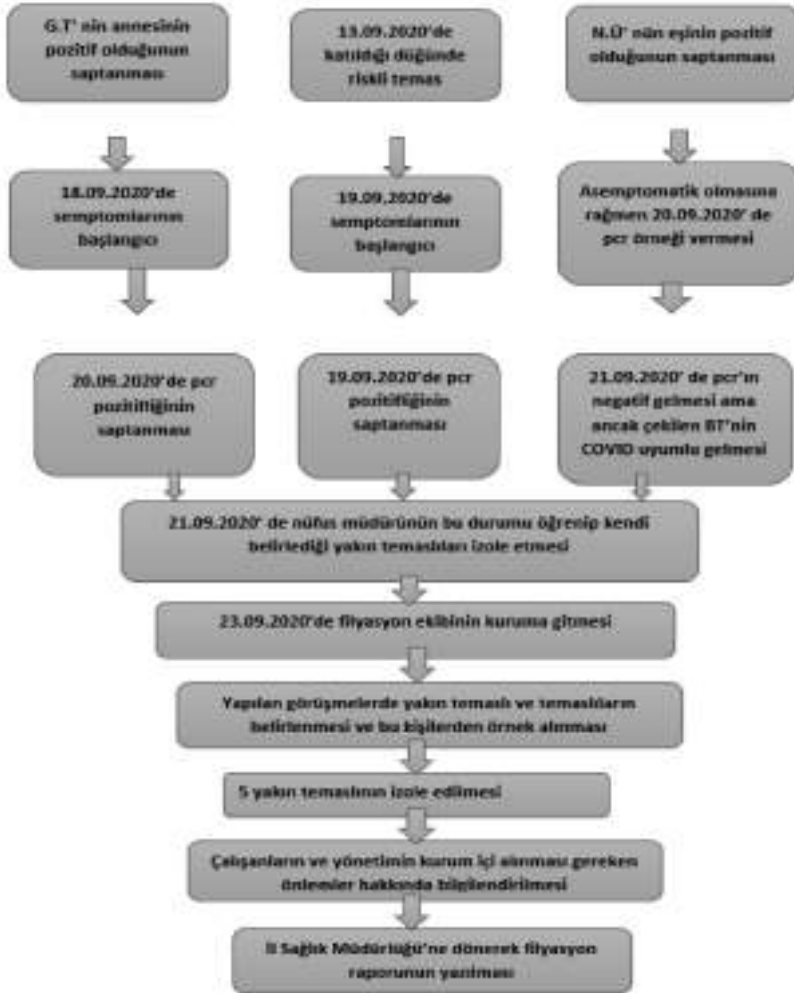 G.T' nin annesinin
pozitif olduğunun
saptanması
13.09.2020'de
katıldığı düğünde
riskli temas
N.Ü' nün eşinin pozitif
olduğunun saptanması
18.09.2020'de
semptomlarının
başlangıcı
19.09.2020'de
semptomlarının
başlangıcı
Asemptomatik olmasına
rağmen 20.09.2020' de
pcr örneği vermesi
20.09.2020'de pcr
pozitifliğinin
saptanması
19.09.2020'de pcr
pozitifliğinin
saptanması
21.09.2020' de pcr'ın
negatif gelmesi ama
ancak çekilen BT'nin
COVID uyumlu gelmesi
21.09.2020' de nüfus müdürünün bu durumu öğrenip kendi
belirlediği yakın temaslıları izole etmesi
23.09.2020'de filyasyon ekibinin kuruma gitmesi
Yapılan görüşmelerde yakın temaslı ve temaslıların
belirlenmesi ve bu kişilerden örnek alınması
5 yakın temaslının izole edilmesi
Çalışanların ve yönetimin kurum içi alınması gereken
önlemler hakkında bilgilendirilmesi
İl Sağlık Müdürlüğü'ne dönerek filyasyon
raporunun yazılması